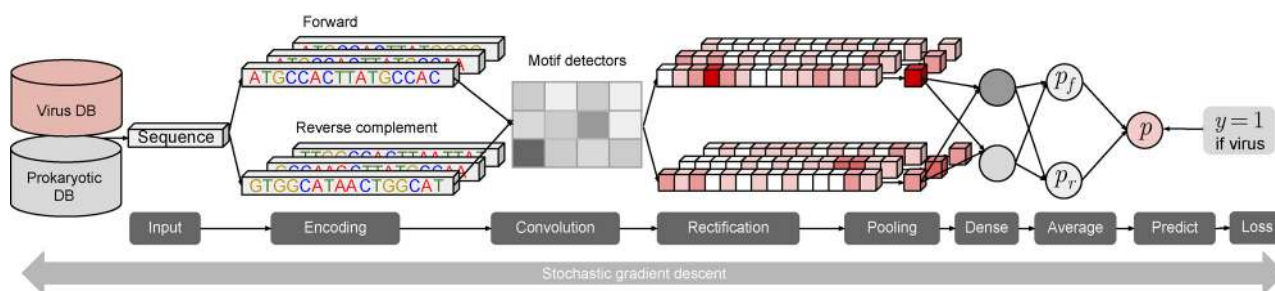 Forward
ATGCCACTTATGCCAA
ATGCCACTTATGCCAC
Motif detectors
Virus DB
Sequence
Prokaryotic
DB
Reverse complement
GTGGCATAACTGGCAT
p_f
p_r
p
y = 1
if virus
Input
Encoding
Convolution
Rectification
Pooling
Dense
Average
Predict
Loss
Stochastic gradient descent